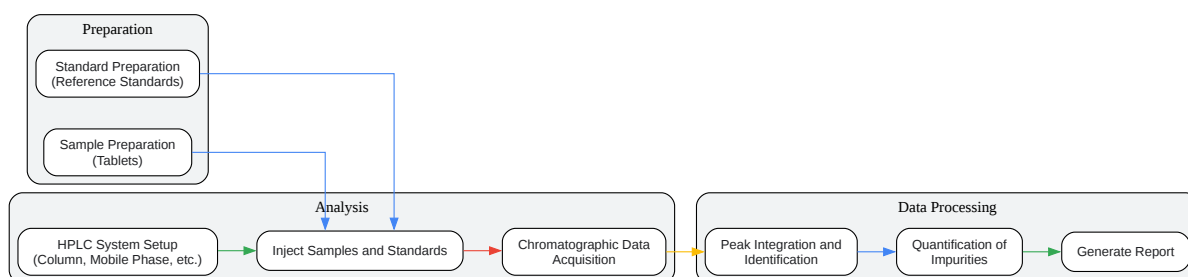 Preparation
Standard Preparation
(Reference Standards)
Sample Preparation
(Tablets)
Analysis
HPLC System Setup
(Column, Mobile Phase, etc.)
Inject Samples and Standards
Chromatographic Data
Acquisition
Data Processing
Peak Integration and
Identification
Quantification of
Impurities
Generate Report